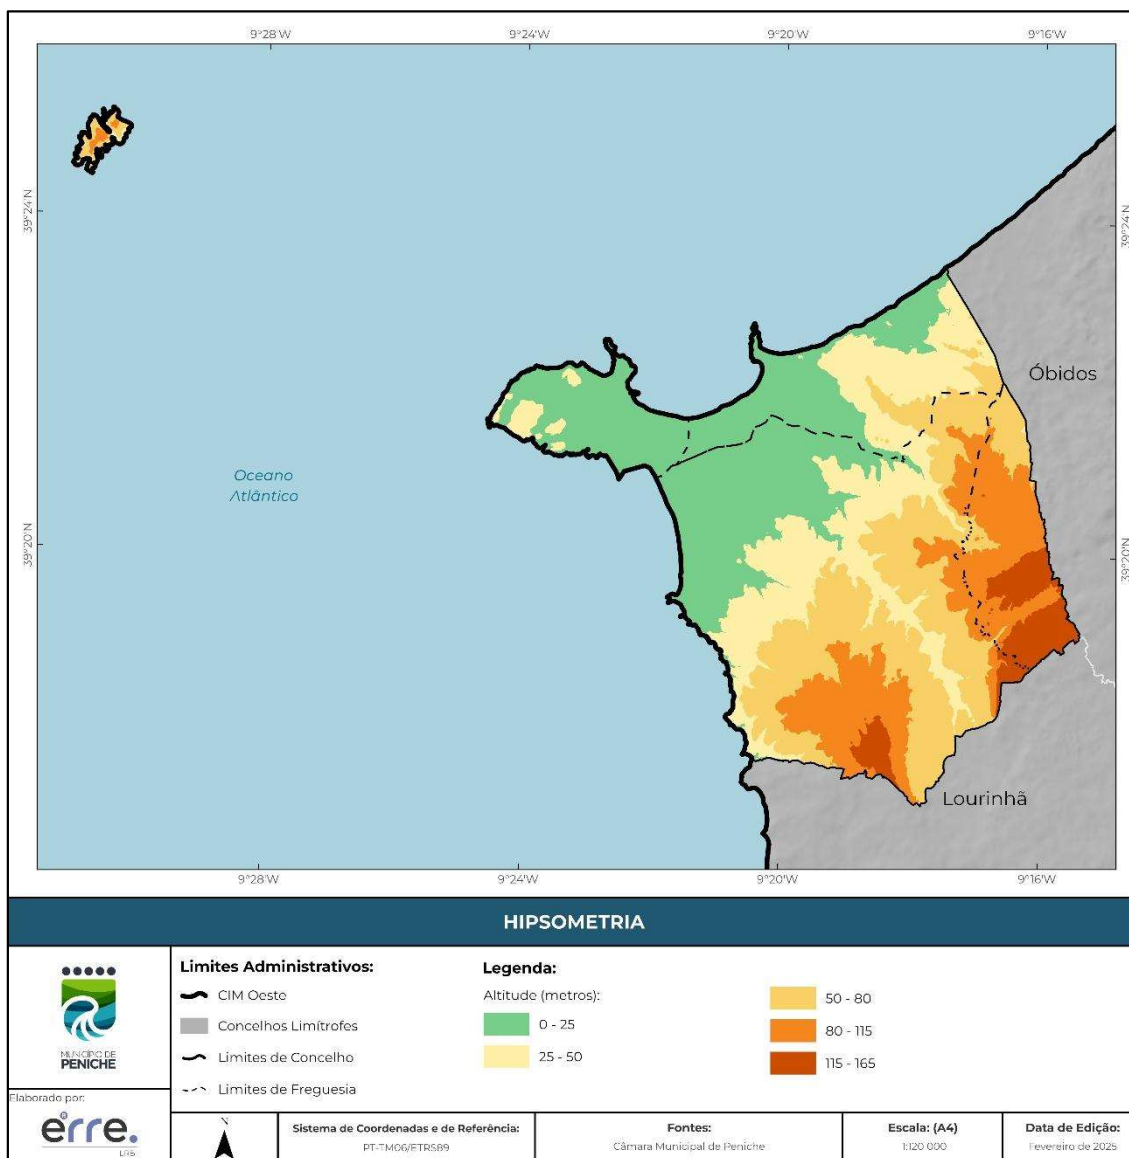 9°28'W 9°24'W 9°20'W 9°16'W
39°24'N 39°24'N
Óbidos
Oceano
Atlântico
39°20'N 39°20'N
Lourinhã
9°28'W 9°24'W 9°20'W 9°16'W
HIPSOMETRIA
Limites Administrativos:
CIM Oeste
Concelhos Limítrofes
Limites de Concelho
Limites de Freguesia
Legenda:
Altitude (metros):
0 - 25
25 - 50
50 - 80
80 - 115
115 - 165
MUNICÍPIO DE
PENICHE
Elaborado por:
erre.
LRB
N
Sistema de Coordenadas e de Referência:
PT-TM06/ETRS89
Fontes:
Câmara Municipal de Peniche
Escala: (A4)
1:120 000
Data de Edição:
Fevereiro de 2025